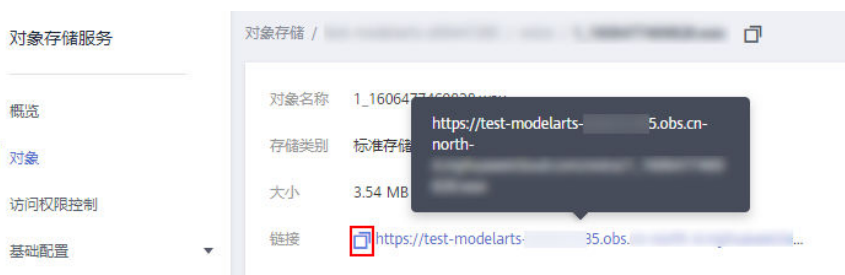 对象存储服务
对象存储 /
概览
对象
访问权限控制
基础配置
对象名称 1_1606477460828.wav
存储类别 标准存储
https://test-modelarts- 5.obs.cn-
north-
大小 3.54 MB
链接 https://test-modelarts- 35.obs. ...